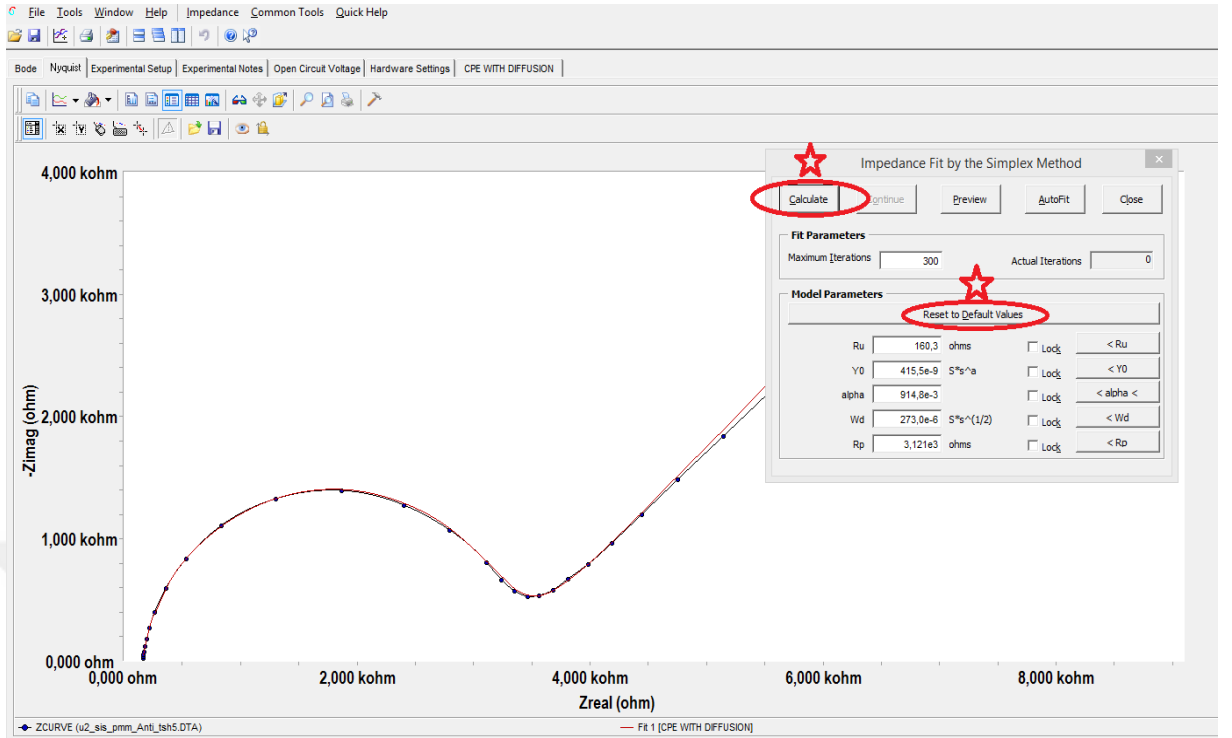 File Tools Window Help Impedance Common Tools Quick Help
Bode Nyquist Experimental Setup Experimental Notes Open Circuit Voltage Hardware Settings CPE WITH DIFFUSION
Impedance Fit by the Simplex Method
Calculate Continue Preview AutoFit Close
Fit Parameters
Maximum Iterations 300 Actual Iterations 0
Model Parameters
Reset to Default Values
Ru 160,3 ohms Lock < Ru
Y0 415,5e-9 S*s^a Lock < Y0
alpha 914,8e-3 Lock < alpha <
Wd 273,0e-6 S*s^(1/2) Lock < Wd
Rp 3,121e3 ohms Lock < Rp
4,000 kohm
3,000 kohm
2,000 kohm
1,000 kohm
0,000 ohm
-Zimag (ohm)
0,000 ohm 2,000 kohm 4,000 kohm 6,000 kohm 8,000 kohm
Zreal (ohm)
ZCURVE (u2_sis_pmm_Anti_tsh5.DTA) Fit 1 [CPE WITH DIFFUSION]